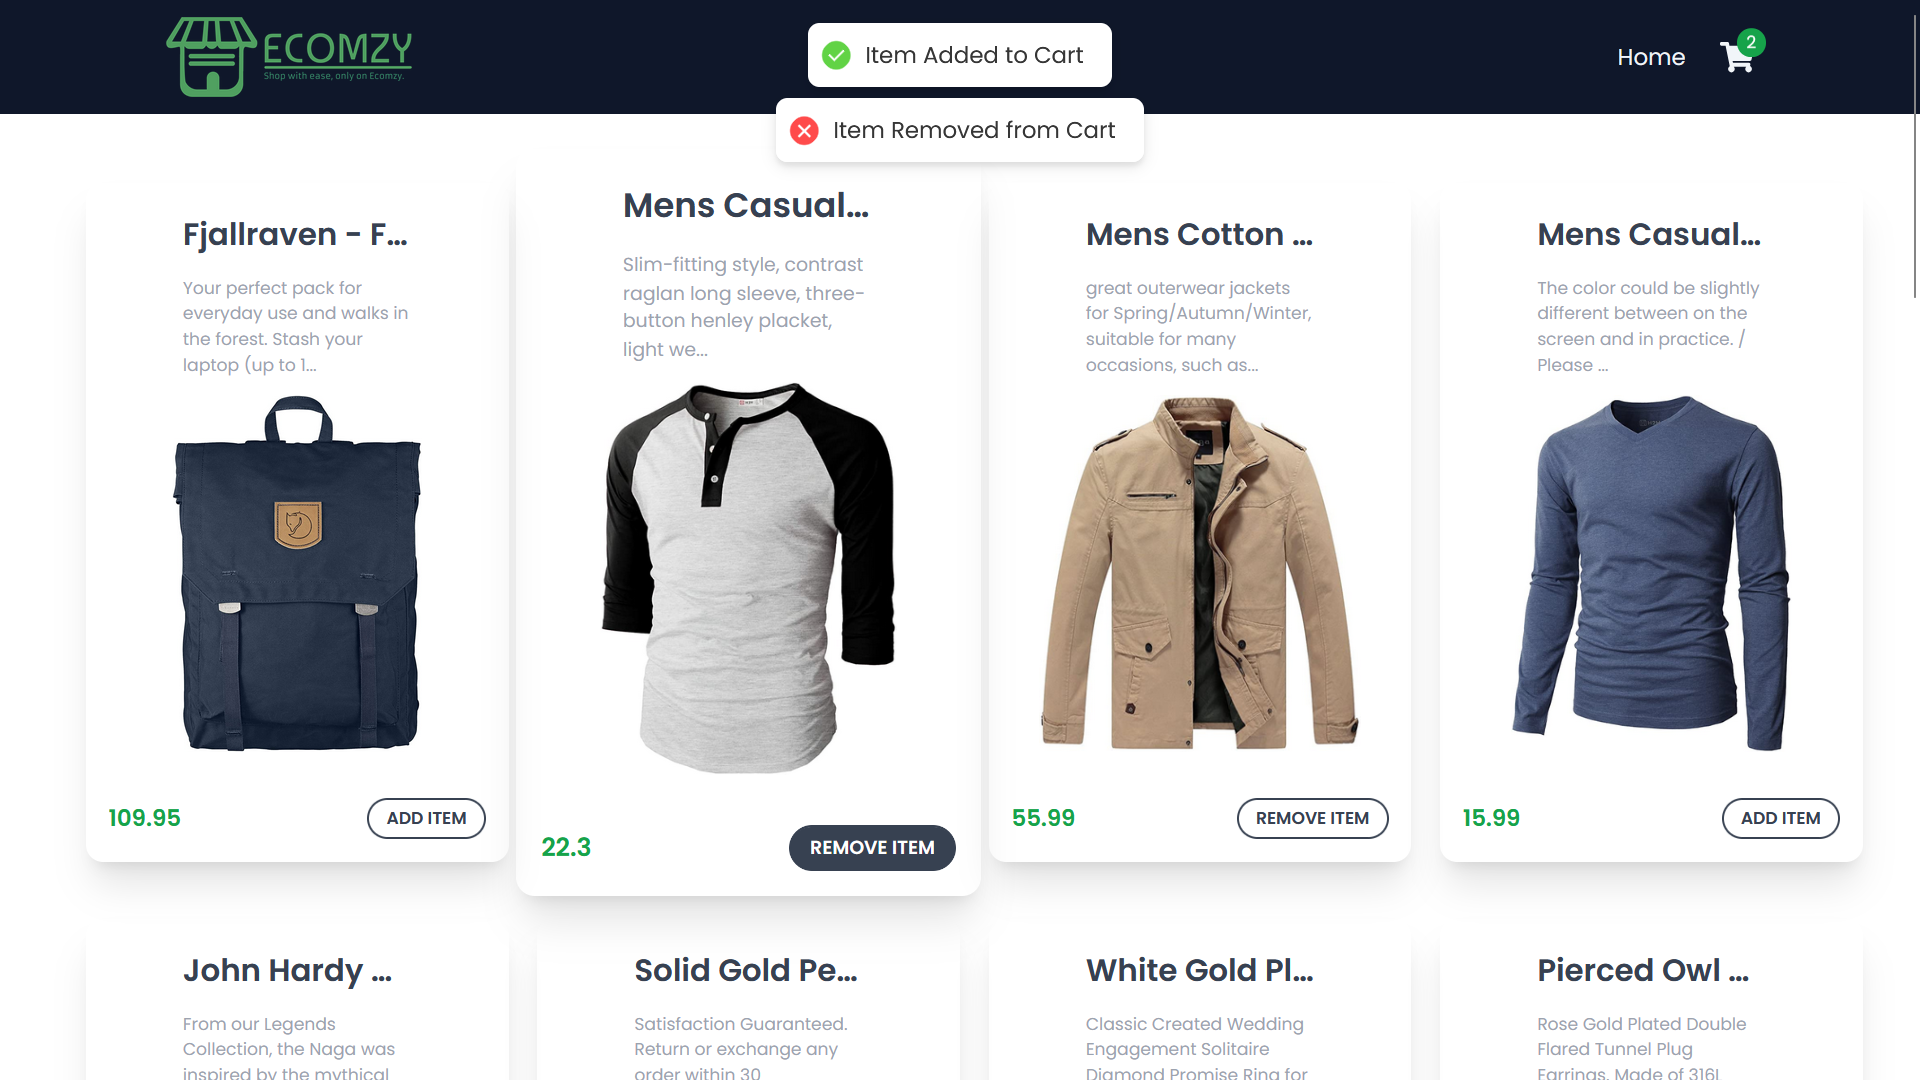 ECOMZY
Shop with ease, only on Ecomzy.
Item Added to Cart
Home
2
Item Removed from Cart
Fjallraven - F...
Your perfect pack for
everyday use and walks in
the forest. Stash your
laptop (up to 1...
109.95
ADD ITEM
Mens Casual...
Slim-fitting style, contrast
raglan long sleeve, three-
button henley placket,
light we...
22.3
REMOVE ITEM
Mens Cotton ...
great outerwear jackets
for Spring/Autumn/Winter,
suitable for many
occasions, such as...
55.99
REMOVE ITEM
Mens Casual...
The color could be slightly
different between on the
screen and in practice. /
Please ...
15.99
ADD ITEM
John Hardy ...
From our Legends
Collection, the Naga was
inspired by the mythical
Solid Gold Pe...
Satisfaction Guaranteed.
Return or exchange any
order within 30
White Gold Pl...
Classic Created Wedding
Engagement Solitaire
Diamond Promise Ring for
Pierced Owl ...
Rose Gold Plated Double
Flared Tunnel Plug
Earrings. Made of 316L